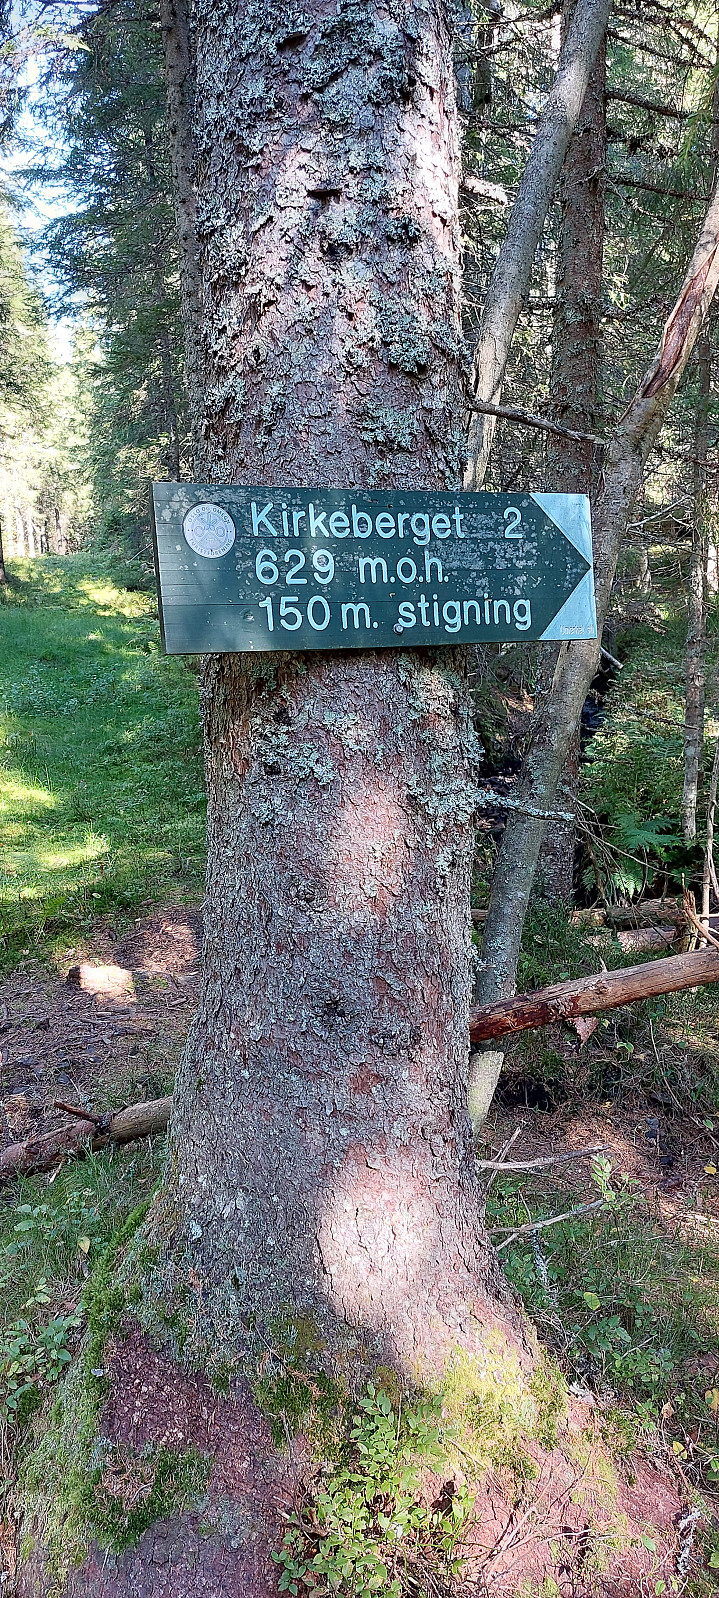 Kirkeberget 2
629 m.o.h.
150 m. stigning